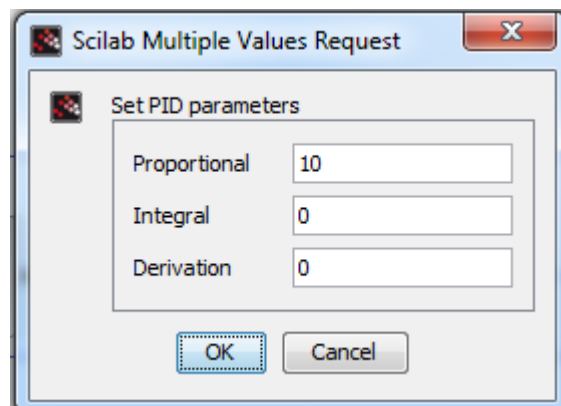 Scilab Multiple Values Request
Set PID parameters
Proportional 10
Integral 0
Derivation 0
OK Cancel